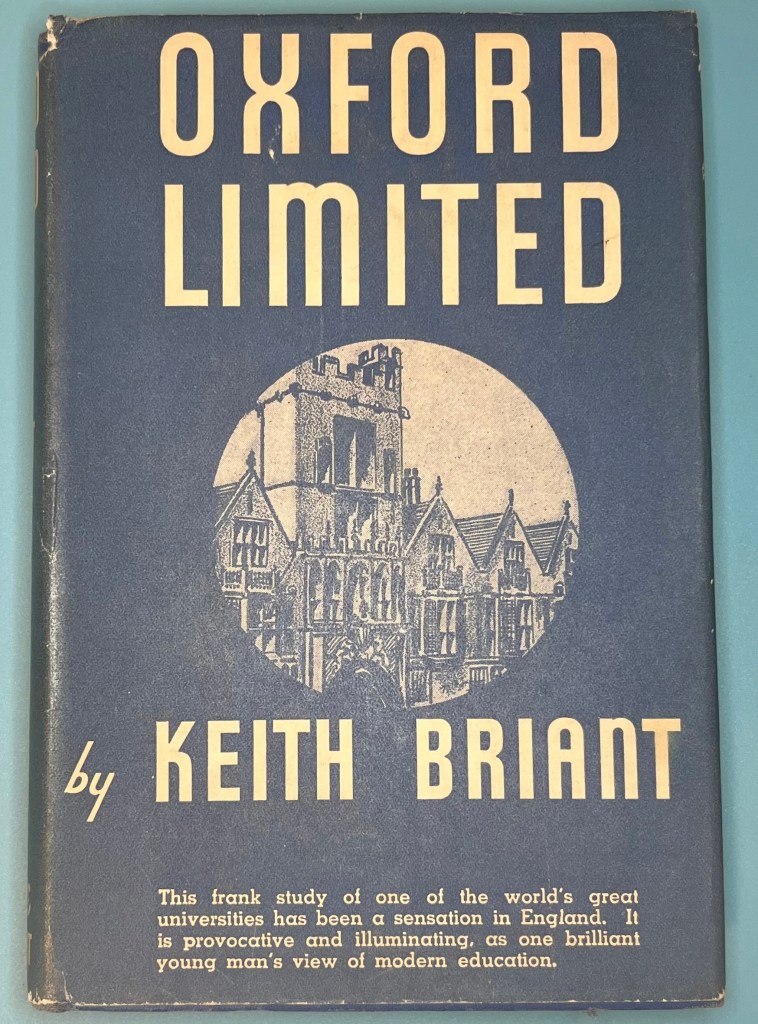 OXFORD
LIMITED
by KEITH BRIANT
This frank study of one of the world's great
universities has been a sensation in England. It
is provocative and illuminating, as one brilliant
young man's view of modern education.